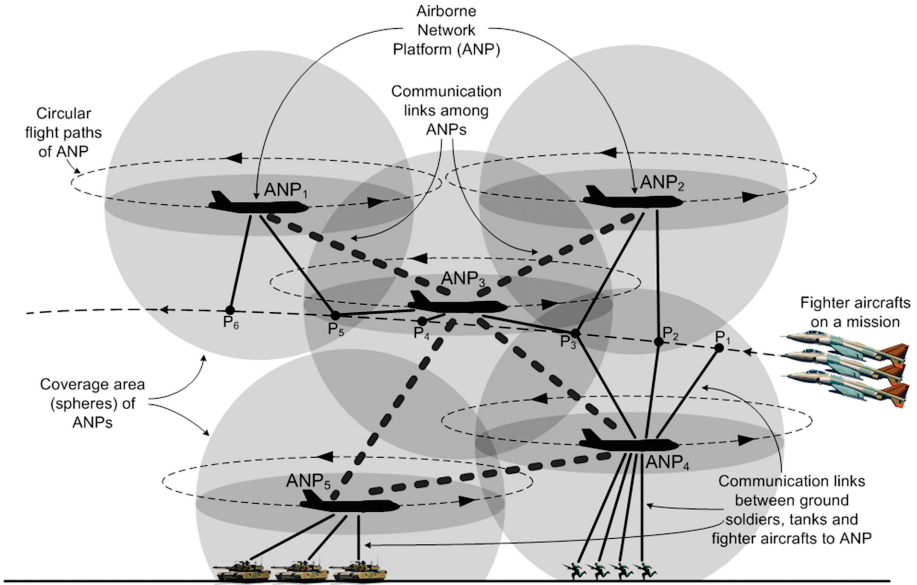 Airborne
Network
Platform (ANP)
Communication
links among
ANPs
Circular
flight paths
of ANP
ANP₁
ANP₂
ANP₃
Fighter aircrafts
on a mission
P₆
P₅
P₄
P₃
P₂
P₁
Coverage area
(spheres) of
ANPs
ANP₄
ANP₅
Communication links
between ground
soldiers, tanks and
fighter aircrafts to ANP